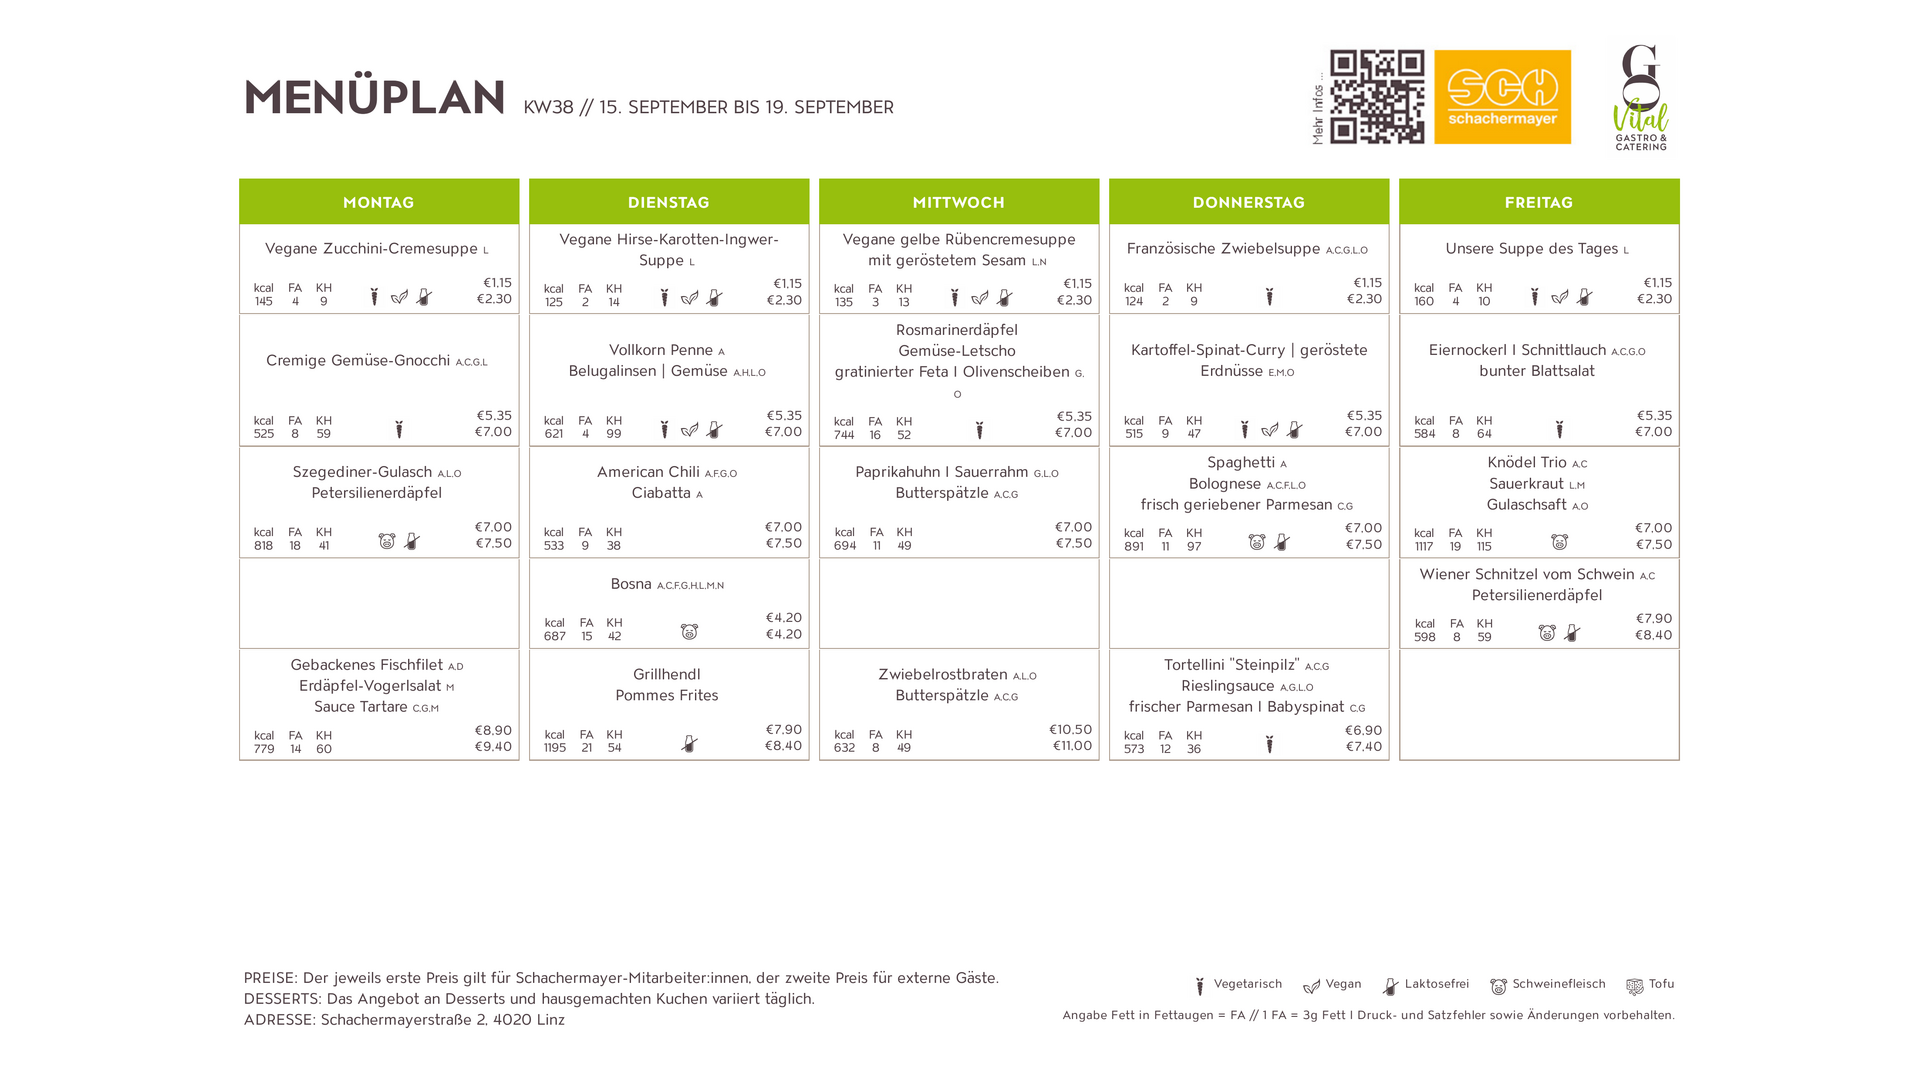 MENÜPLAN KW38 // 15. SEPTEMBER BIS 19. SEPTEMBER
Mehr Infos ...
SCH
schachermayer
G
Vital
GASTRO &
CATERING
MONTAG
Vegane Zucchini-Cremesuppe L
kcal FA KH €1,15
145 4 9 €2,30
Cremige Gemüse-Gnocchi A,C,G,L
kcal FA KH €5,35
525 8 59 €7,00
Szegediner-Gulasch A,L,O
Petersilienerdäpfel
kcal FA KH €7,00
818 18 41 €7,50
Gebackenes Fischfilet A,D
Erdäpfel-Vogerlsalat M
Sauce Tartare C,G,M
kcal FA KH €8,90
779 14 60 €9,40
DIENSTAG
Vegane Hirse-Karotten-Ingwer-
Suppe L
kcal FA KH €1,15
125 2 14 €2,30
Vollkorn Penne A
Belugalinsen | Gemüse A,H,L,O
kcal FA KH €5,35
621 4 99 €7,00
American Chili A,F,G,O
Ciabatta A
kcal FA KH €7,00
533 9 38 €7,50
Bosna A,C,F,G,H,L,M,N
kcal FA KH €4,20
687 15 42 €4,20
Grillhendl
Pommes Frites
kcal FA KH €7,90
1195 21 54 €8,40
MITTWOCH
Vegane gelbe Rübencremesuppe
mit geröstetem Sesam L,N
kcal FA KH €1,15
135 3 13 €2,30
Rosmarinerdäpfel
Gemüse-Letscho
gratinierter Feta I Olivenscheiben G,
O
kcal FA KH €5,35
744 16 52 €7,00
Paprikahuhn I Sauerrahm G,L,O
Butterspätzle A,C,G
kcal FA KH €7,00
694 11 49 €7,50
Zwiebelrostbraten A,L,O
Butterspätzle A,C,G
kcal FA KH €10,50
632 8 49 €11,00
DONNERSTAG
Französische Zwiebelsuppe A,C,G,L,O
kcal FA KH €1,15
124 2 9 €2,30
Kartoffel-Spinat-Curry | geröstete
Erdnüsse E,M,O
kcal FA KH €5,35
515 9 47 €7,00
Spaghetti A
Bolognese A,C,F,L,O
frisch geriebener Parmesan C,G
kcal FA KH €7,00
891 11 97 €7,50
Tortellini "Steinpilz" A,C,G
Rieslingsauce A,G,L,O
frischer Parmesan I Babyspinat C,G
kcal FA KH €6,90
573 12 36 €7,40
FREITAG
Unsere Suppe des Tages L
kcal FA KH €1,15
160 4 10 €2,30
Eiernockerl I Schnittlauch A,C,G,O
bunter Blattsalat
kcal FA KH €5,35
584 8 64 €7,00
Knödel Trio A,C
Sauerkraut L,M
Gulaschsaft A,O
kcal FA KH €7,00
1117 19 115 €7,50
Wiener Schnitzel vom Schwein A,C
Petersilienerdäpfel
kcal FA KH €7,90
598 8 59 €8,40
PREISE: Der jeweils erste Preis gilt für Schachermayer-Mitarbeiter:innen, der zweite Preis für externe Gäste.
DESSERTS: Das Angebot an Desserts und hausgemachten Kuchen variiert täglich.
ADRESSE: Schachermayerstraße 2, 4020 Linz
Vegetarisch Vegan Laktosefrei Schweinefleisch Tofu
Angabe Fett in Fettaugen = FA // 1 FA = 3g Fett I Druck- und Satzfehler sowie Änderungen vorbehalten.